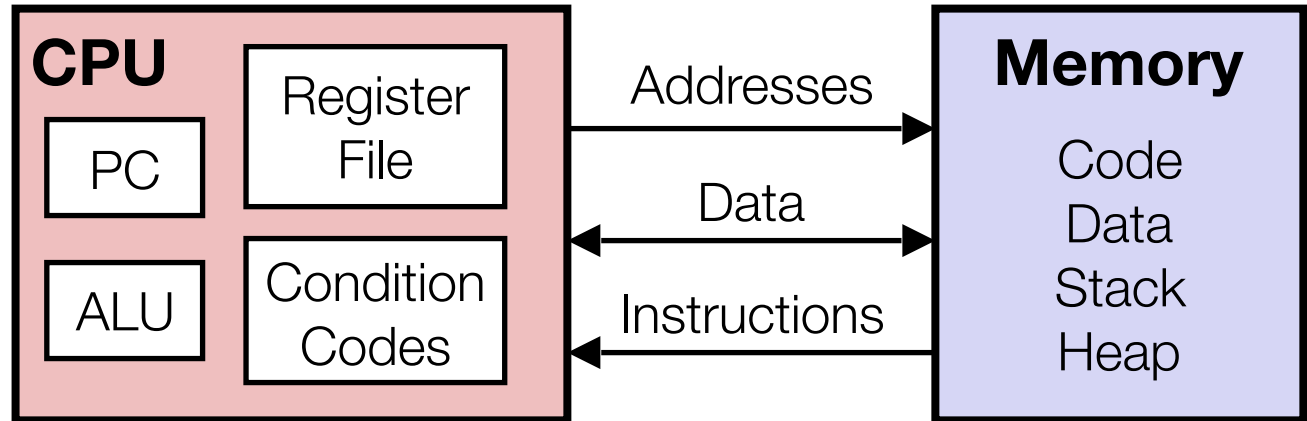 CPU
Register
File
PC
ALU
Condition
Codes
Addresses
Data
Instructions
Memory
Code
Data
Stack
Heap